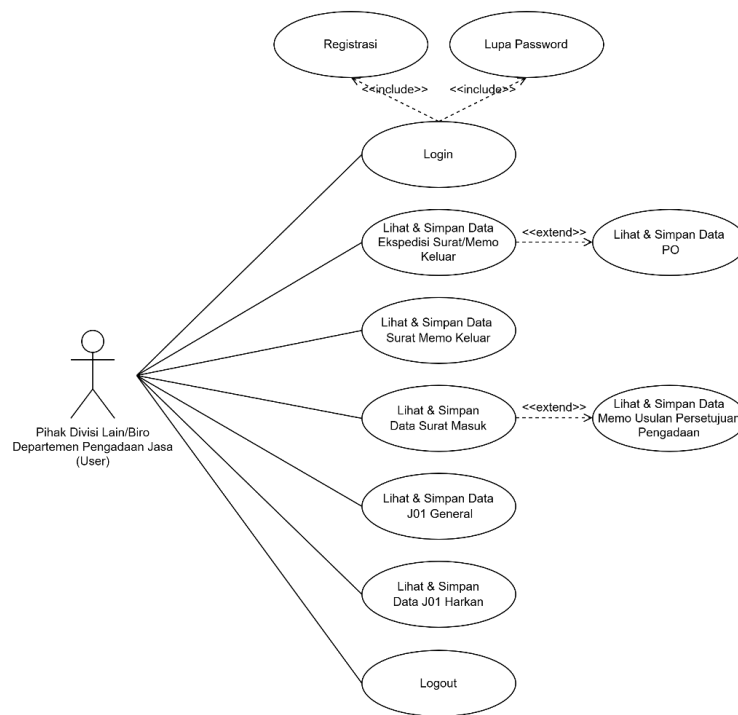 Registrasi
Lupa Password
<<include>>
<<include>>
Login
Lihat & Simpan Data
Ekspedisi Surat/Memo
Keluar
<<extend>>
Lihat & Simpan Data
PO
Lihat & Simpan Data
Surat Memo Keluar
Pihak Divisi Lain/Biro
Departemen Pengadaan Jasa
(User)
Lihat & Simpan
Data Surat Masuk
<<extend>>
Lihat & Simpan Data
Memo Usulan Persetujuan
Pengadaan
Lihat & Simpan Data
J01 General
Lihat & Simpan
Data J01 Harkan
Logout